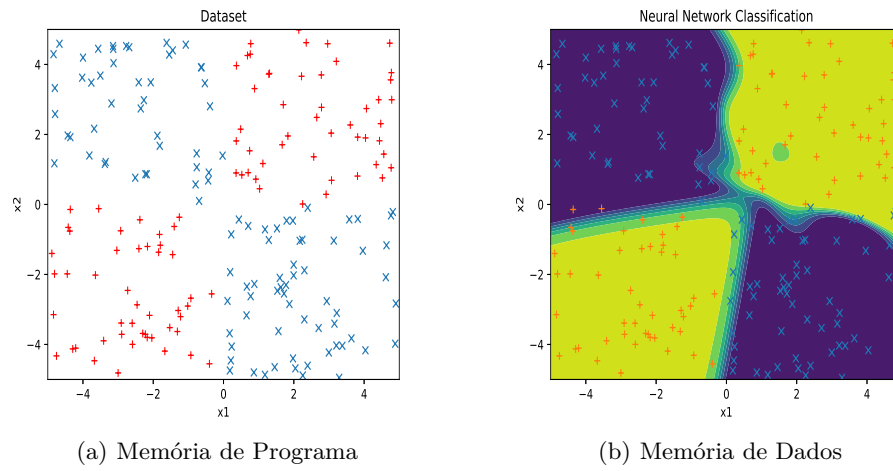 Dataset
4
2
0
−2
−4
x2
−4
−2
0
2
4
x1
(a) Memória de Programa
Neural Network Classification
4
2
0
−2
−4
x2
−4
−2
0
2
4
x1
(b) Memória de Dados